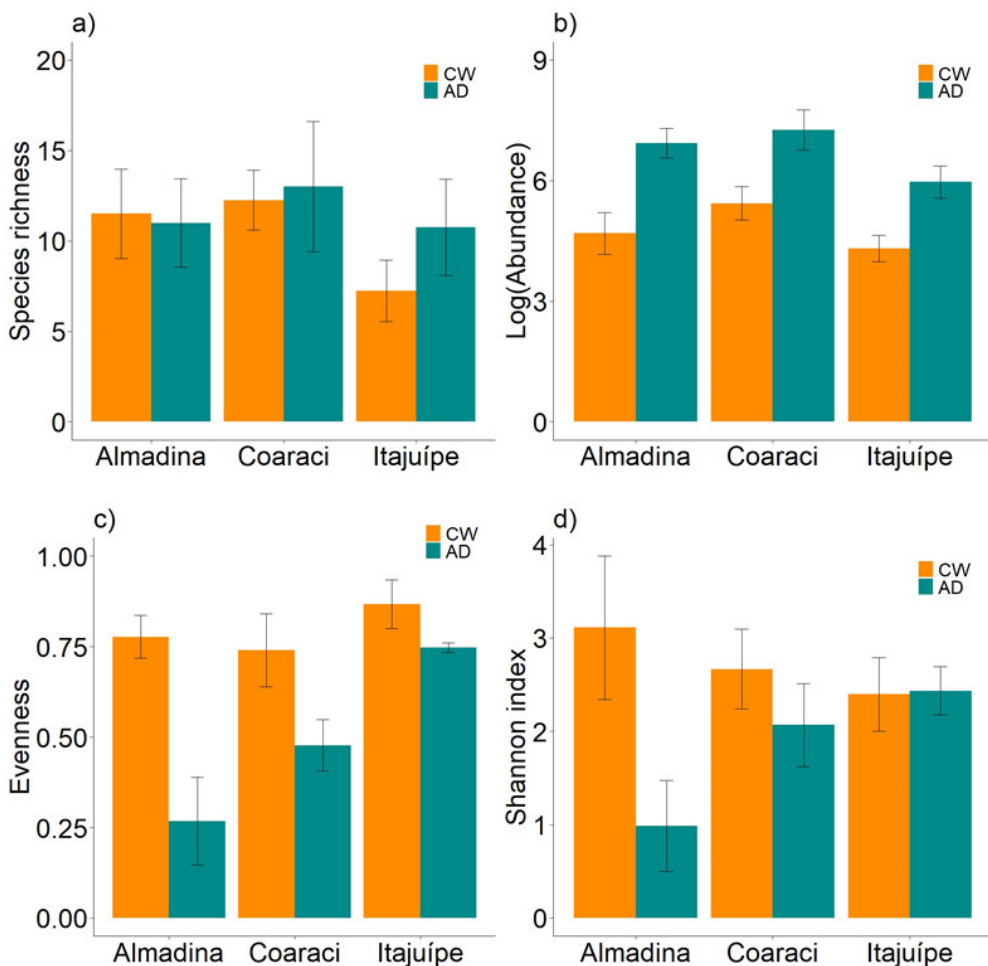 a)
Species richness
20
15
10
5
0
CW
AD
Almadina Coaraci Itajuípe
b)
Log(Abundance)
9
6
3
0
CW
AD
Almadina Coaraci Itajuípe
c)
Evenness
1.00
0.75
0.50
0.25
0.00
CW
AD
Almadina Coaraci Itajuípe
d)
Shannon index
4
3
2
1
0
CW
AD
Almadina Coaraci Itajuípe